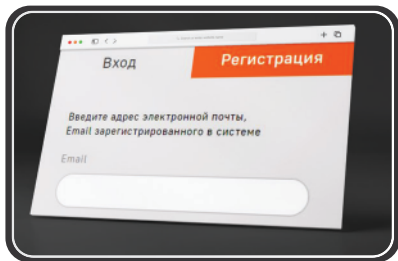 Вход
Регистрация
Введите адрес электронной почты,
Email зарегистрированного в системе
Email